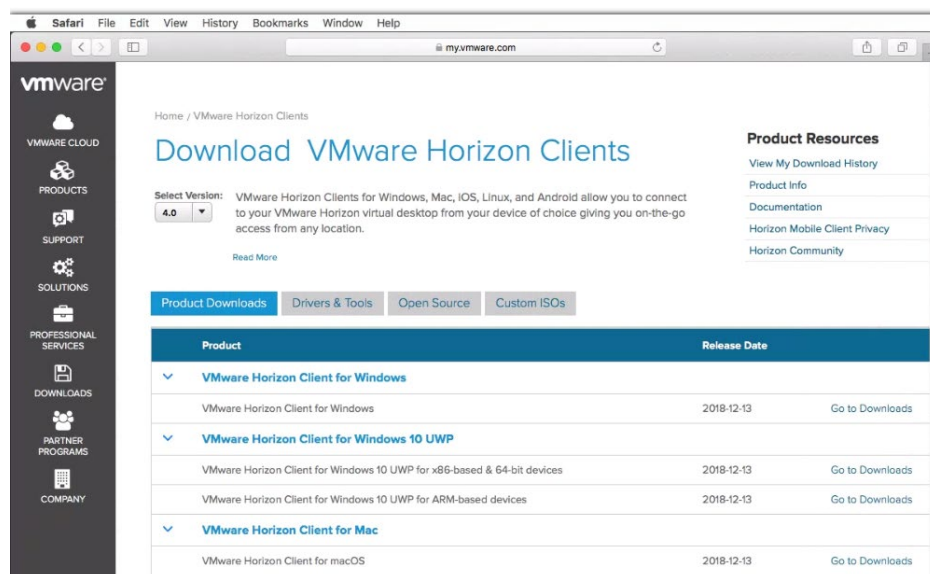 Safari File Edit View History Bookmarks Window Help
my.vmware.com
vmware®
VMWARE CLOUD
PRODUCTS
SUPPORT
SOLUTIONS
PROFESSIONAL
SERVICES
DOWNLOADS
PARTNER
PROGRAMS
COMPANY
Home / VMware Horizon Clients
Download VMware Horizon Clients
Select Version:
4.0
VMware Horizon Clients for Windows, Mac, iOS, Linux, and Android allow you to connect
to your VMware Horizon virtual desktop from your device of choice giving you on-the-go
access from any location.
Read More
Product Resources
View My Download History
Product Info
Documentation
Horizon Mobile Client Privacy
Horizon Community
Product Downloads Drivers & Tools Open Source Custom ISOs
Product Release Date
VMware Horizon Client for Windows
VMware Horizon Client for Windows 2018-12-13 Go to Downloads
VMware Horizon Client for Windows 10 UWP
VMware Horizon Client for Windows 10 UWP for x86-based & 64-bit devices 2018-12-13 Go to Downloads
VMware Horizon Client for Windows 10 UWP for ARM-based devices 2018-12-13 Go to Downloads
VMware Horizon Client for Mac
VMware Horizon Client for macOS 2018-12-13 Go to Downloads